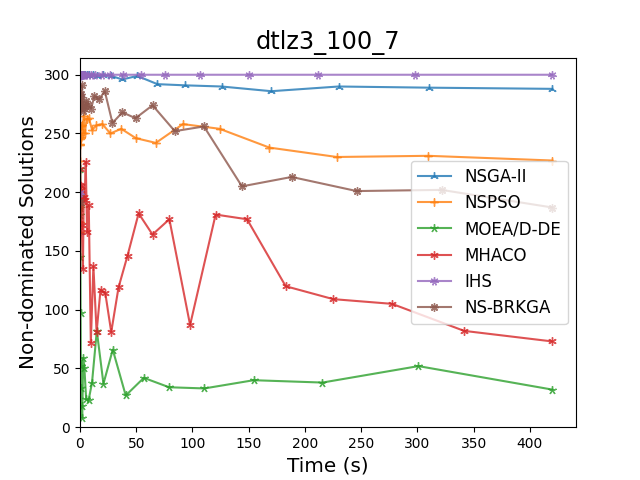 dtlz3_100_7
Non-dominated Solutions
300
250
200
150
100
50
0
0 50 100 150 200 250 300 350 400
Time (s)
NSGA-II
NSPSO
MOEA/D-DE
MHACO
IHS
NS-BRKGA